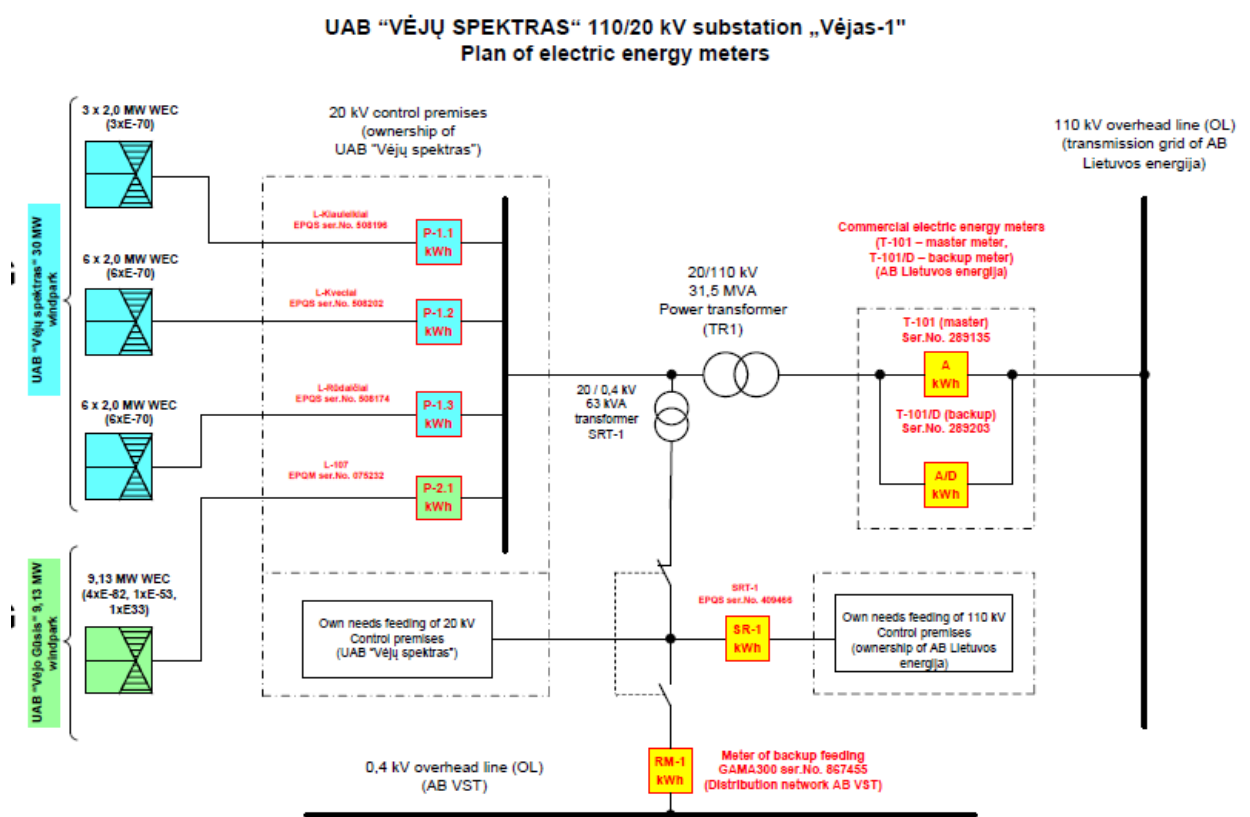 UAB “VĖJŲ SPEKTRAS“ 110/20 kV substation „Vėjas-1"
Plan of electric energy meters
UAB “Vėjų spektras“ 30 MW
windpark
3 x 2,0 MW WEC
(3xE-70)
6 x 2,0 MW WEC
(6xE-70)
6 x 2,0 MW WEC
(6xE-70)
UAB “Vėjo Gūsis“ 9,13 MW
windpark
9,13 MW WEC
(4xE-82, 1xE-53,
1xE33)
20 kV control premises
(ownership of
UAB “Vėjų spektras“)
L-Kiauleikiai
EPQS ser.No. 508196
P-1.1
kWh
L-Kveciai
EPQS ser.No. 508202
P-1.2
kWh
L-Rūdaičiai
EPQS ser.No. 508174
P-1.3
kWh
L-107
EPQM ser.No. 075232
P-2.1
kWh
20/110 kV
31,5 MVA
Power transformer
(TR1)
20 / 0,4 kV
63 kVA
transformer
SRT-1
Commercial electric energy meters
(T-101 – master meter,
T-101/D – backup meter)
(AB Lietuvos energija)
T-101 (master)
Ser.No. 289135
A
kWh
T-101/D (backup)
Ser.No. 289203
A/D
kWh
110 kV overhead line (OL)
(transmission grid of AB
Lietuvos energija)
Own needs feeding of 20 kV
Control premises
(UAB “Vėjų spektras“)
SRT-1
EPQS ser.No. 409466
SR-1
kWh
Own needs feeding of 110 kV
Control premises
(ownership of AB Lietuvos
energija)
0,4 kV overhead line (OL)
(AB VST)
RM-1
kWh
Meter of backup feeding
GAMA300 ser.No. 867455
(Distribution network AB VST)